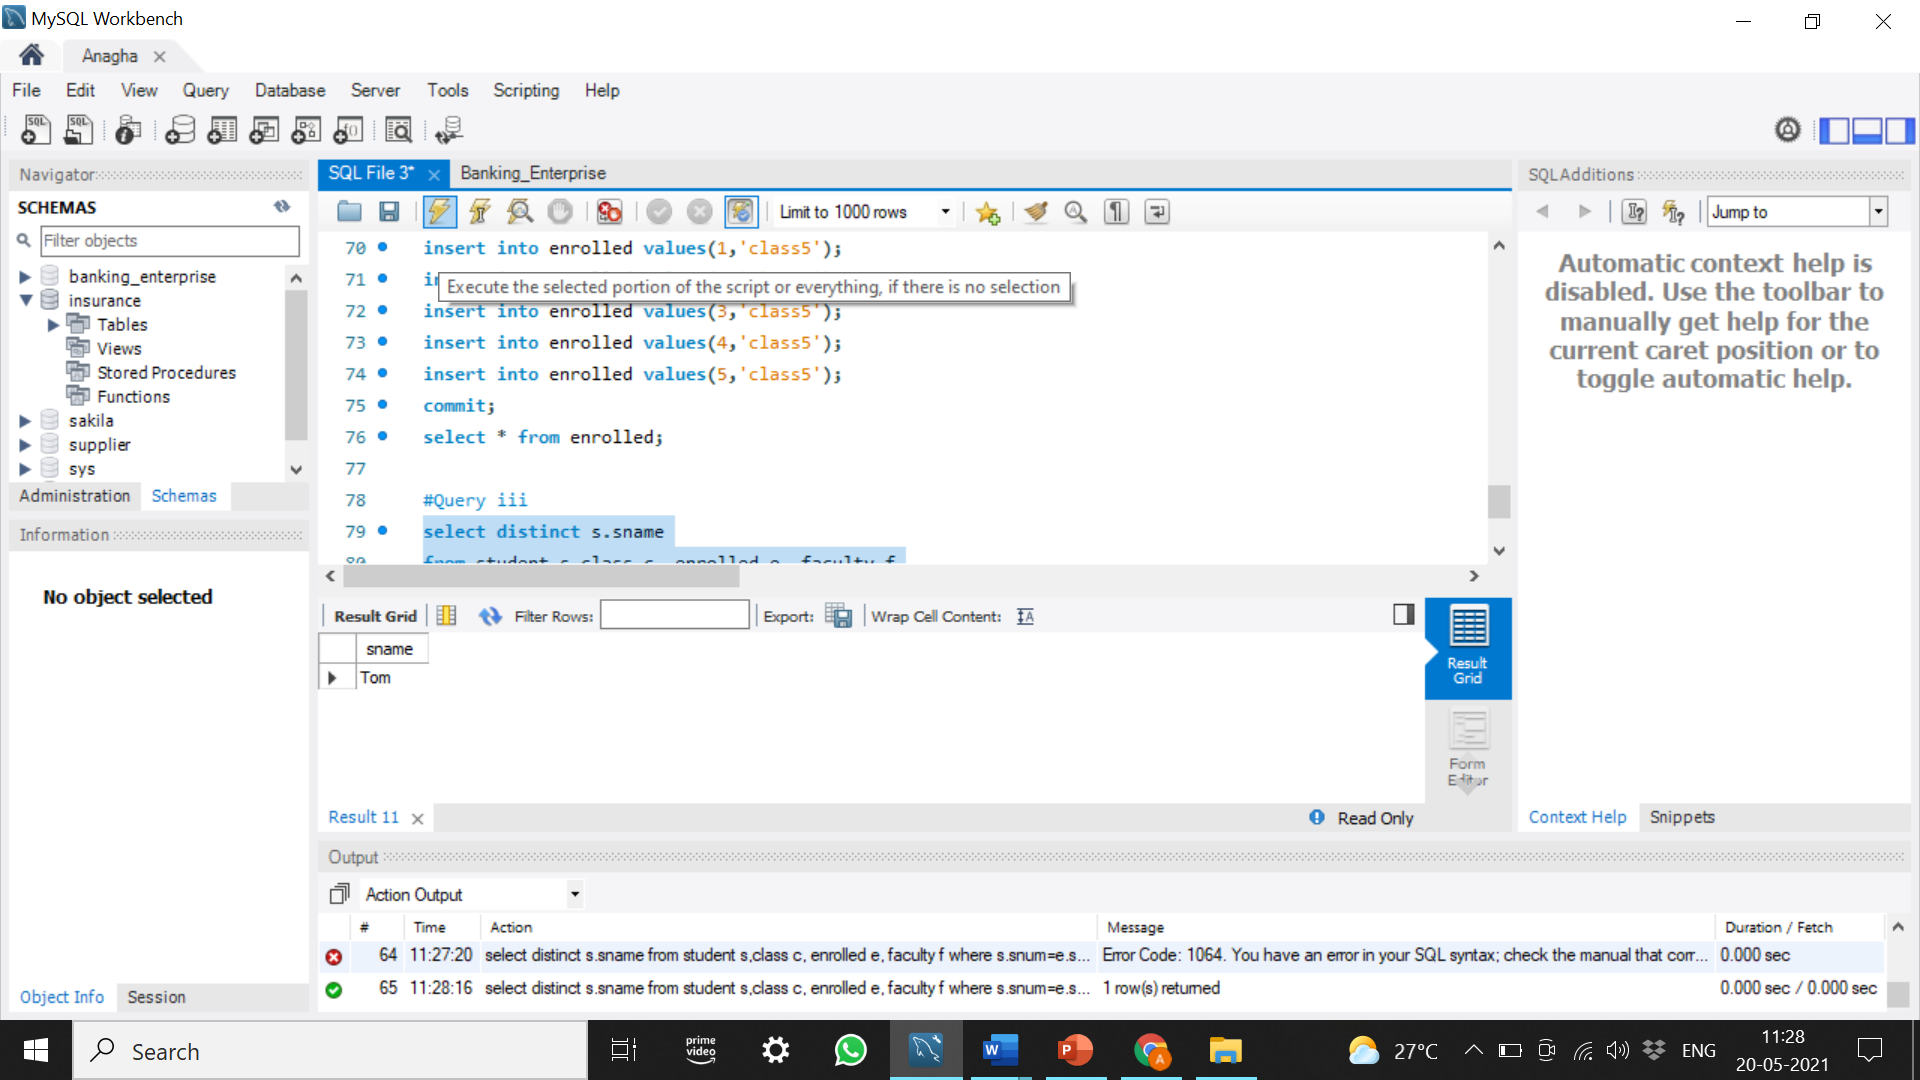 MySQL Workbench
Anagha
File Edit View Query Database Server Tools Scripting Help
Navigator
SCHEMAS
Filter objects
banking_enterprise
insurance
Tables
Views
Stored Procedures
Functions
sakila
supplier
sys
Administration Schemas
Information
No object selected
Object Info Session
SQL File 3* Banking_Enterprise
Limit to 1000 rows
70 insert into enrolled values(1,'class5');
71
Execute the selected portion of the script or everything, if there is no selection
72 insert into enrolled values(3,'class5');
73 insert into enrolled values(4,'class5');
74 insert into enrolled values(5,'class5');
75 commit;
76 select * from enrolled;
77
78 #Query iii
79 select distinct s.sname
80 from student s,class c, enrolled e, faculty f
Result Grid Filter Rows: Export: Wrap Cell Content:
sname
Tom
Result Grid
Form Editor
Result 11 Read Only
SQLAdditions
Jump to
Automatic context help is
disabled. Use the toolbar to
manually get help for the
current caret position or to
toggle automatic help.
Context Help Snippets
Output
Action Output
# Time Action Message Duration / Fetch
64 11:27:20 select distinct s.sname from student s,class c, enrolled e, faculty f where s.snum=e.s... Error Code: 1064. You have an error in your SQL syntax; check the manual that corr... 0.000 sec
65 11:28:16 select distinct s.sname from student s,class c, enrolled e, faculty f where s.snum=e.s... 1 row(s) returned 0.000 sec / 0.000 sec
Search
prime
video
27°C
ENG
11:28
20-05-2021